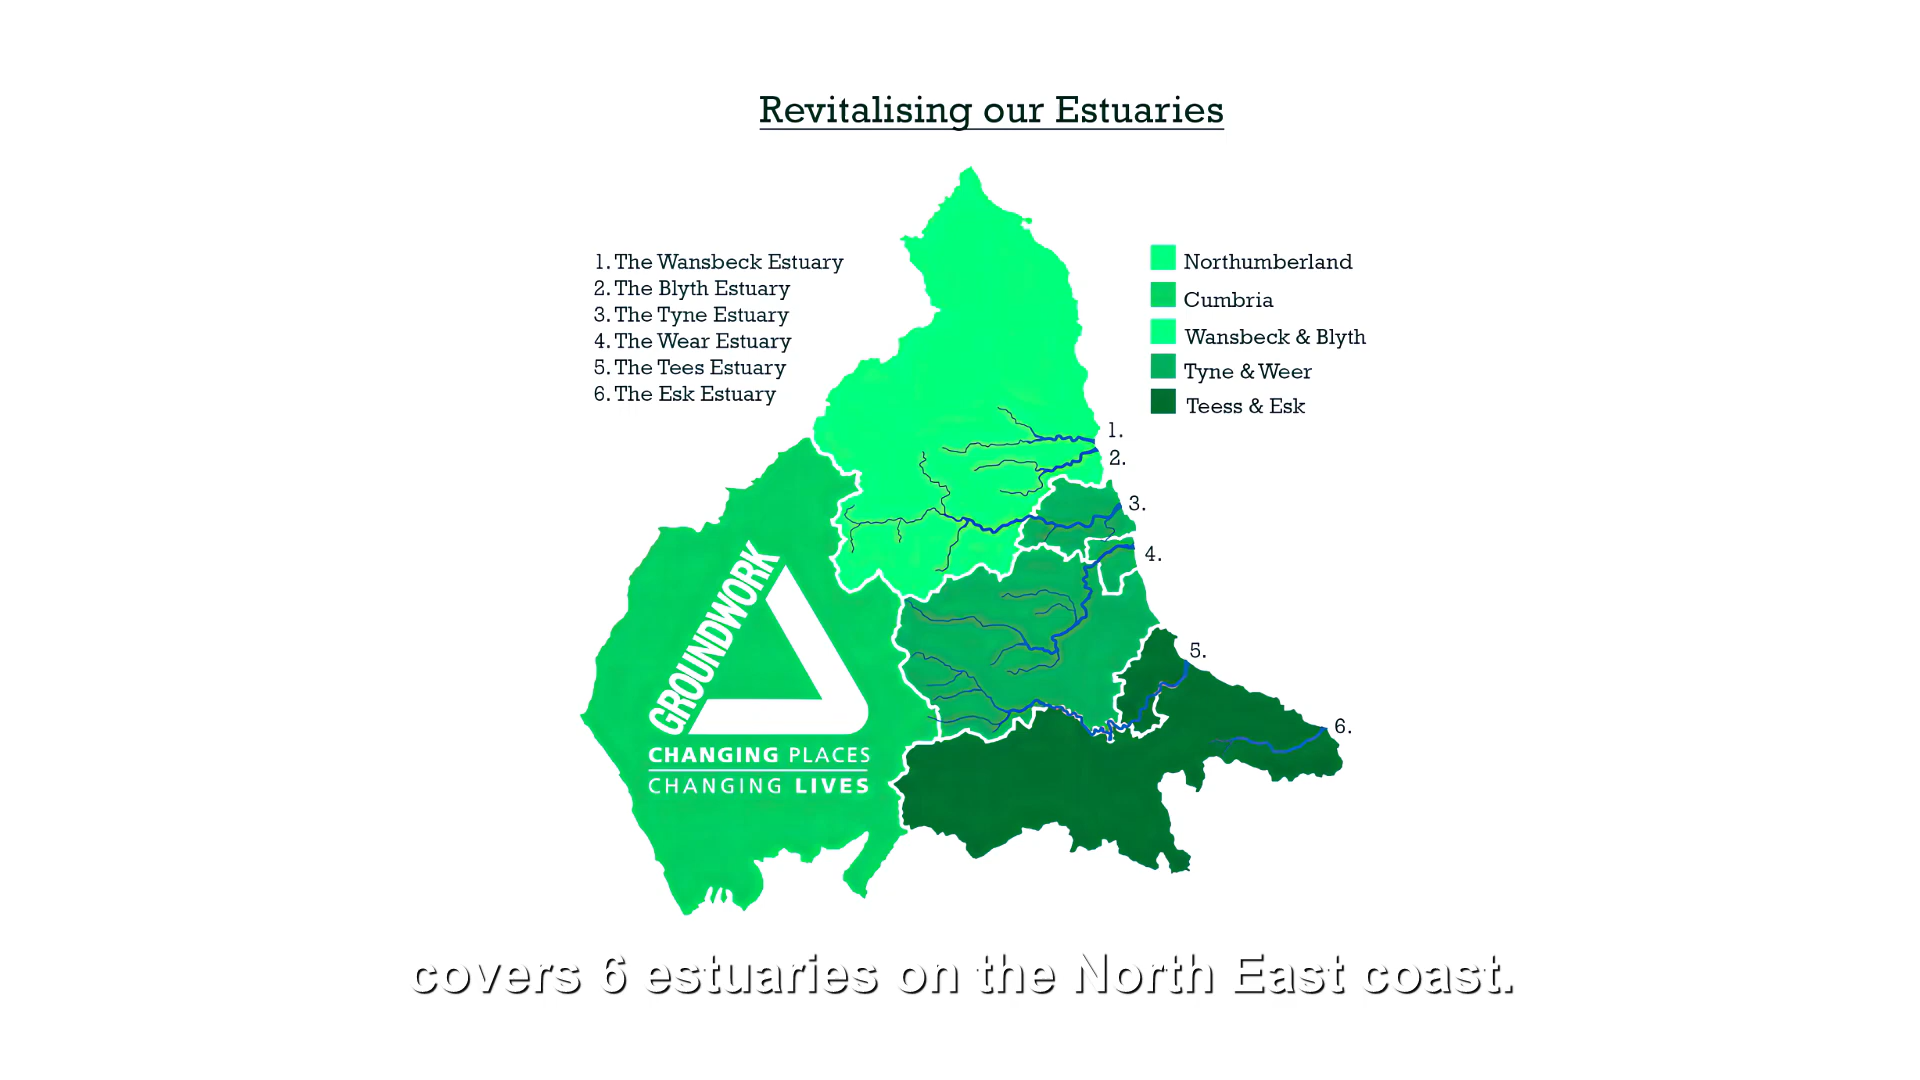 Revitalising our Estuaries
1. The Wansbeck Estuary
2. The Blyth Estuary
3. The Tyne Estuary
4. The Wear Estuary
5. The Tees Estuary
6. The Esk Estuary
Northumberland
Cumbria
Wansbeck & Blyth
Tyne & Weer
Teess & Esk
1.
2.
3.
4.
5.
6.
GROUNDWORK
CHANGING PLACES
CHANGING LIVES
covers 6 estuaries on the North East coast.